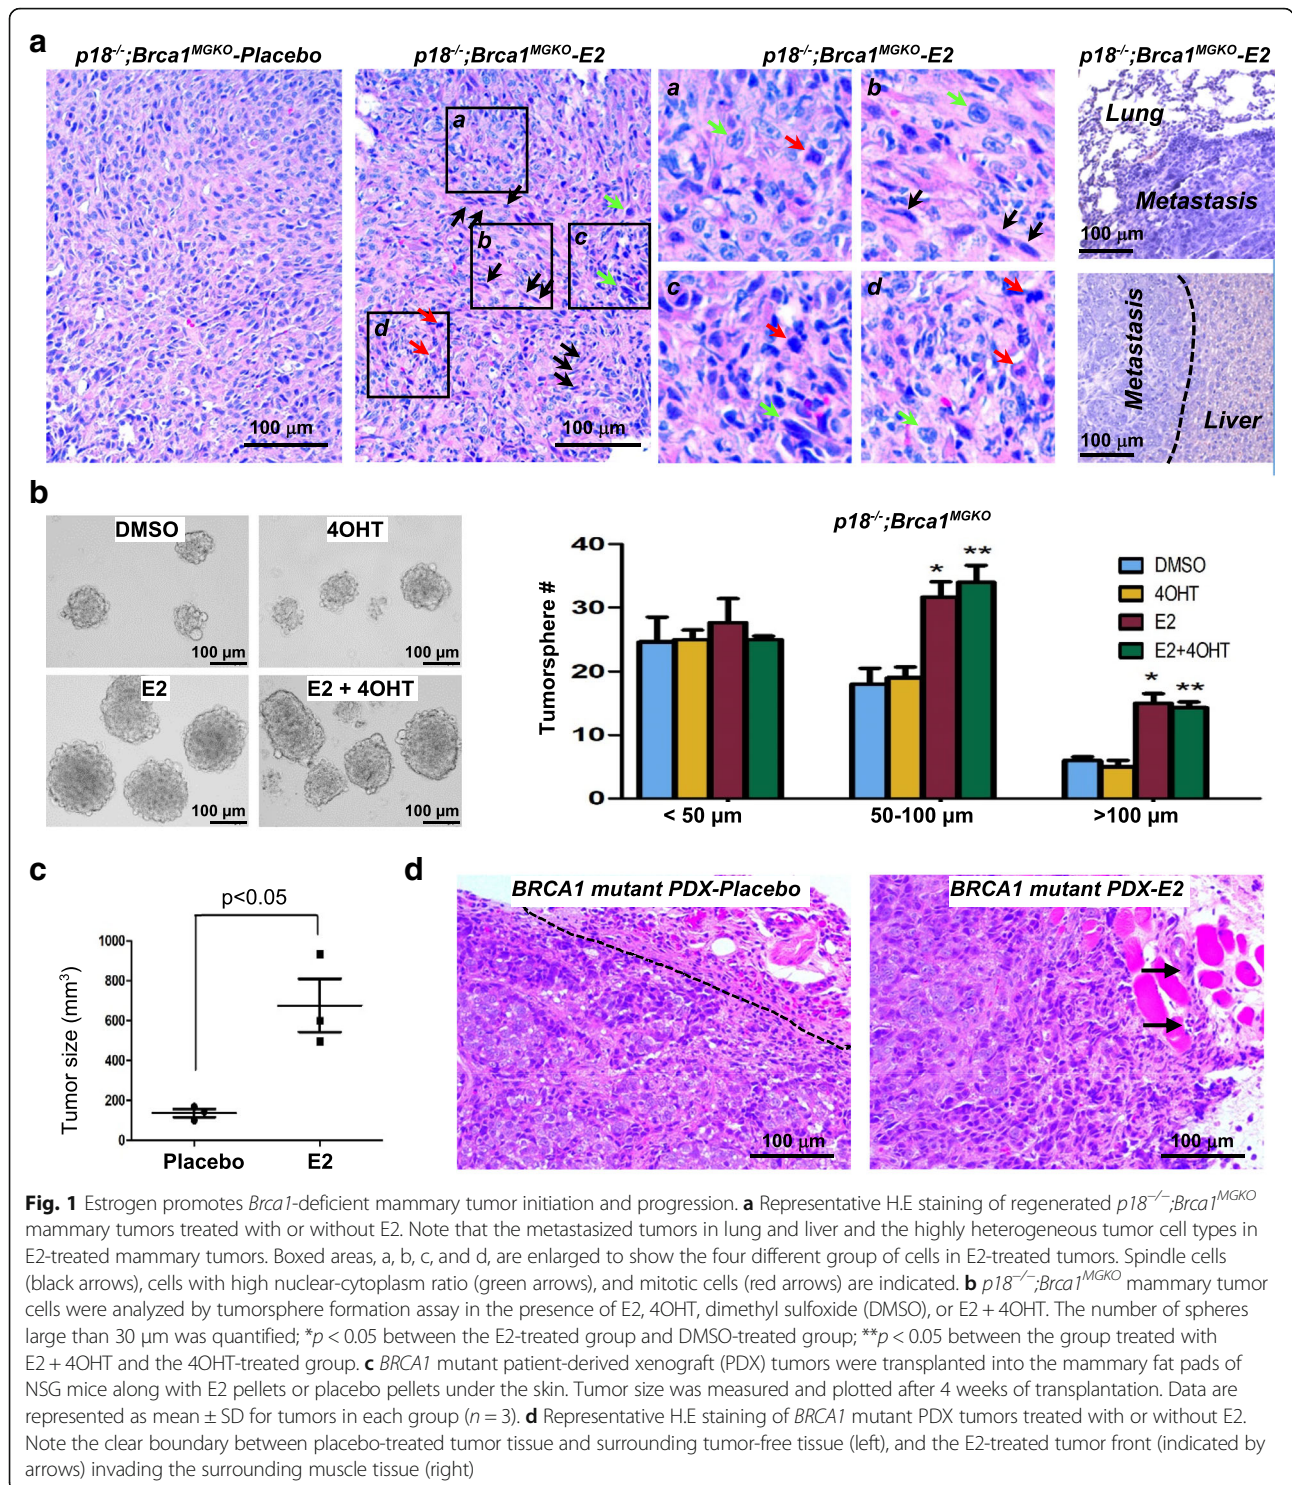 a
p18-/-;Brca1MGKO-Placebo
p18-/-;Brca1MGKO-E2
p18-/-;Brca1MGKO-E2
p18-/-;Brca1MGKO-E2
a
b
c
d
100 µm
100 µm
a
b
c
d
Lung
Metastasis
100 µm
Metastasis
Liver
100 µm
b
DMSO
100 µm
4OHT
100 µm
E2
100 µm
E2 + 4OHT
100 µm
p18-/-;Brca1MGKO
Tumorsphere #
40
30
20
10
0
*
**
*
**
DMSO
4OHT
E2
E2+4OHT
< 50 µm
50-100 µm
>100 µm
c
p<0.05
Tumor size (mm3)
1000
800
600
400
200
0
Placebo
E2
d
BRCA1 mutant PDX-Placebo
100 µm
BRCA1 mutant PDX-E2
100 µm
Fig. 1 Estrogen promotes Brca1-deficient mammary tumor initiation and progression. a Representative H.E staining of regenerated p18−/−;Brca1MGKO
mammary tumors treated with or without E2. Note that the metastasized tumors in lung and liver and the highly heterogeneous tumor cell types in
E2-treated mammary tumors. Boxed areas, a, b, c, and d, are enlarged to show the four different group of cells in E2-treated tumors. Spindle cells
(black arrows), cells with high nuclear-cytoplasm ratio (green arrows), and mitotic cells (red arrows) are indicated. b p18−/−;Brca1MGKO mammary tumor
cells were analyzed by tumorsphere formation assay in the presence of E2, 4OHT, dimethyl sulfoxide (DMSO), or E2 + 4OHT. The number of spheres
large than 30 µm was quantified; *p < 0.05 between the E2-treated group and DMSO-treated group; **p < 0.05 between the group treated with
E2 + 4OHT and the 4OHT-treated group. c BRCA1 mutant patient-derived xenograft (PDX) tumors were transplanted into the mammary fat pads of
NSG mice along with E2 pellets or placebo pellets under the skin. Tumor size was measured and plotted after 4 weeks of transplantation. Data are
represented as mean ± SD for tumors in each group (n = 3). d Representative H.E staining of BRCA1 mutant PDX tumors treated with or without E2.
Note the clear boundary between placebo-treated tumor tissue and surrounding tumor-free tissue (left), and the E2-treated tumor front (indicated by
arrows) invading the surrounding muscle tissue (right)